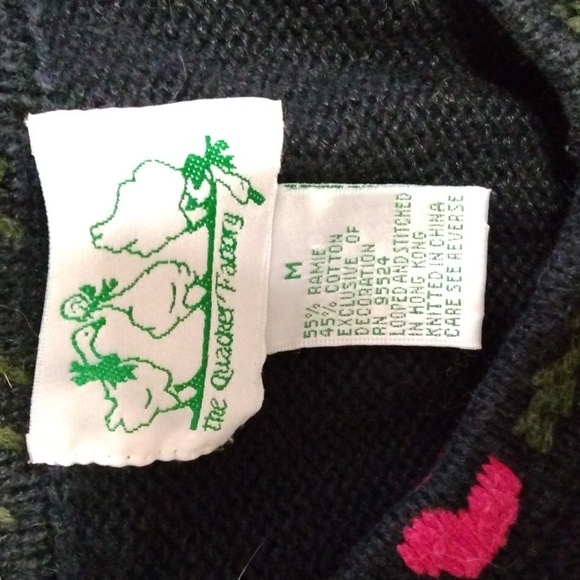 The Quacker Factory
M
55% RAMIE
45% COTTON
EXCLUSIVE OF
DECORATION
RN 95524
LOOPED AND STITCHED
IN HONG KONG
KNITTED IN CHINA
CARE SEE REVERSE